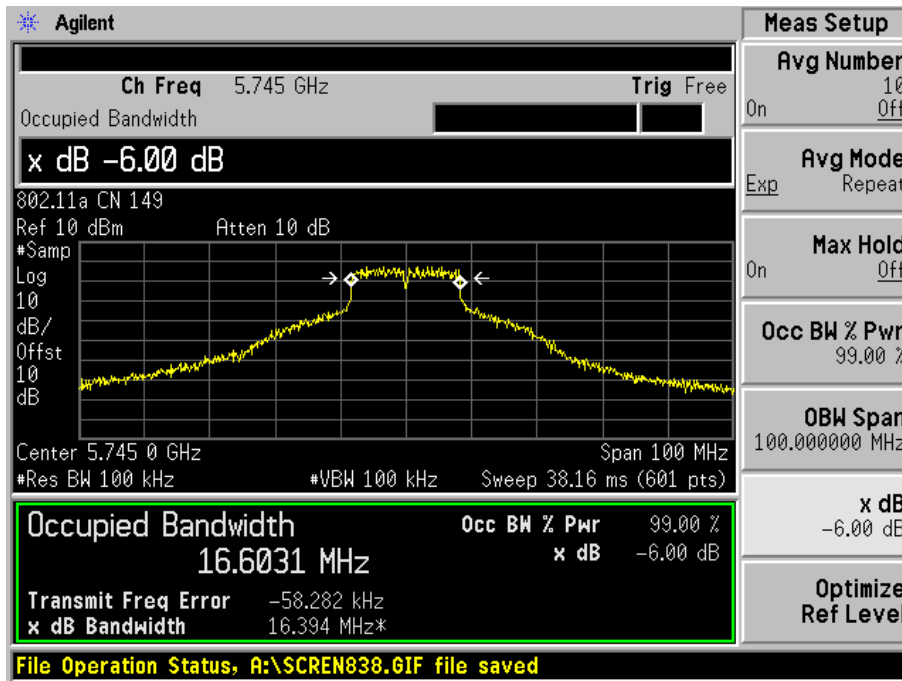 Agilent
Meas Setup
Ch Freq 5.745 GHz Trig Free
Occupied Bandwidth
x dB -6.00 dB
802.11a CN 149
Ref 10 dBm Atten 10 dB
#Samp
Log
10
dB/
Offst
10
dB
Center 5.745 0 GHz Span 100 MHz
#Res BW 100 kHz #VBW 100 kHz Sweep 38.16 ms (601 pts)
Occupied Bandwidth
16.6031 MHz
Occ BW % Pwr 99.00 %
x dB -6.00 dB
Transmit Freq Error -58.282 kHz
x dB Bandwidth 16.394 MHz*
File Operation Status, A:\SCREN838.GIF file saved
Avg Number
10
On Off
Avg Mode
Exp Repeat
Max Hold
On Off
Occ BW % Pwr
99.00 %
OBW Span
100.000000 MHz
x dB
-6.00 dB
Optimize
Ref Level